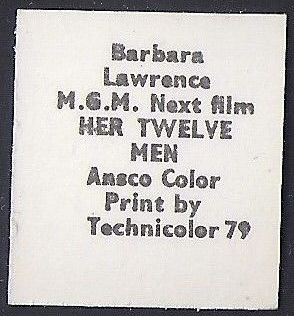 Barbara
Lawrence
M.G.M. Next film
HER TWELVE
MEN
Ansco Color
Print by
Technicolor 79